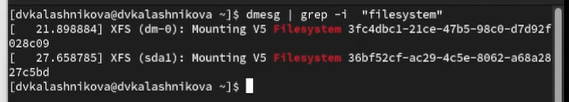 [dvkalashnikova@dvkalashnikova ~]$ dmesg | grep -i  "filesystem"
[   21.898884] XFS (dm-0): Mounting V5 Filesystem 3fc4dbc1-21ce-47b5-98c0-d7d92f
028c09
[   27.658785] XFS (sda1): Mounting V5 Filesystem 36bf52cf-ac29-4c5e-8062-a68a28
27c5bd
[dvkalashnikova@dvkalashnikova ~]$